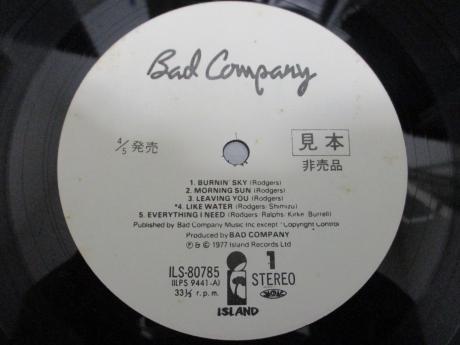 Bad Company
4/5 発売
見本
非売品
1. BURNIN' SKY (Rodgers)
2. MORNING SUN (Rodgers)
3. LEAVING YOU (Rodgers)
*4. LIKE WATER (Rodgers: Shimizu)
5. EVERYTHING I NEED (Rodgers: Ralphs: Kirke: Burrell)
Published by Bad Company Music Inc except *Copyright Control
Produced by BAD COMPANY
℗ & © 1977 Island Records Ltd
ILS-80785
(ILPS 9441-A)
33⅓ r.p.m.
1
STEREO
ISLAND